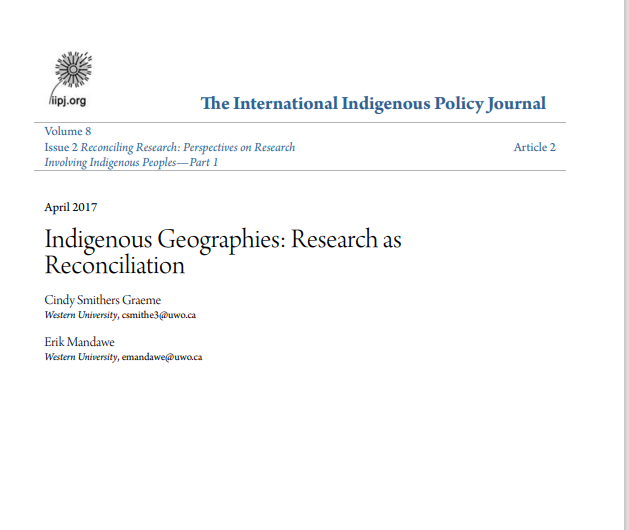 iipj.org
The International Indigenous Policy Journal
Volume 8
Issue 2 Reconciling Research: Perspectives on Research
Involving Indigenous Peoples—Part 1
Article 2
April 2017
Indigenous Geographies: Research as
Reconciliation
Cindy Smithers Graeme
Western University, csmithe3@uwo.ca
Erik Mandawe
Western University, emandawe@uwo.ca